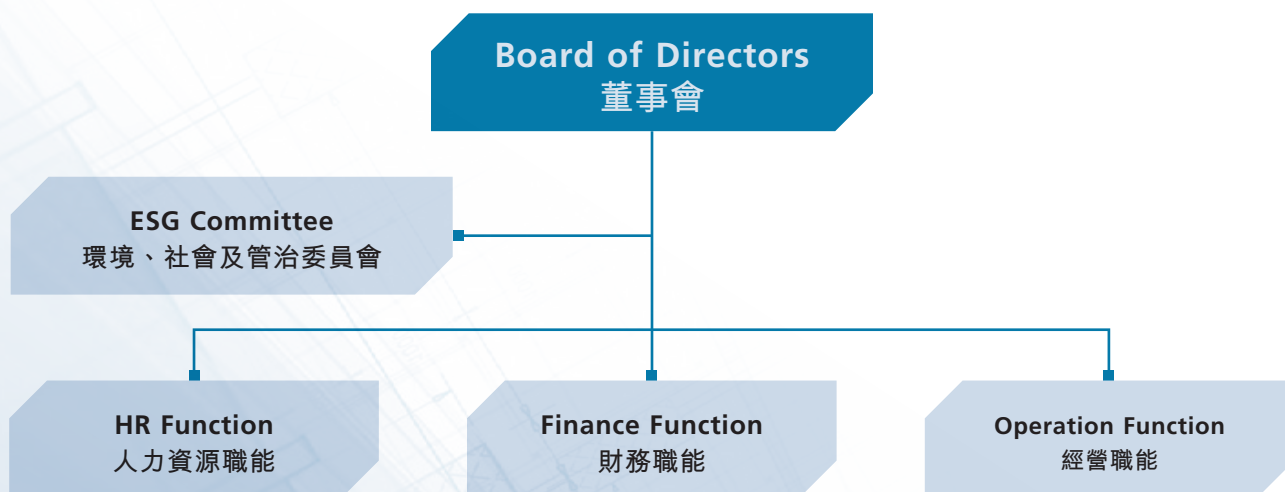 Board of Directors
董事會
ESG Committee
環境、社會及管治委員會
HR Function
人力資源職能
Finance Function
財務職能
Operation Function
經營職能